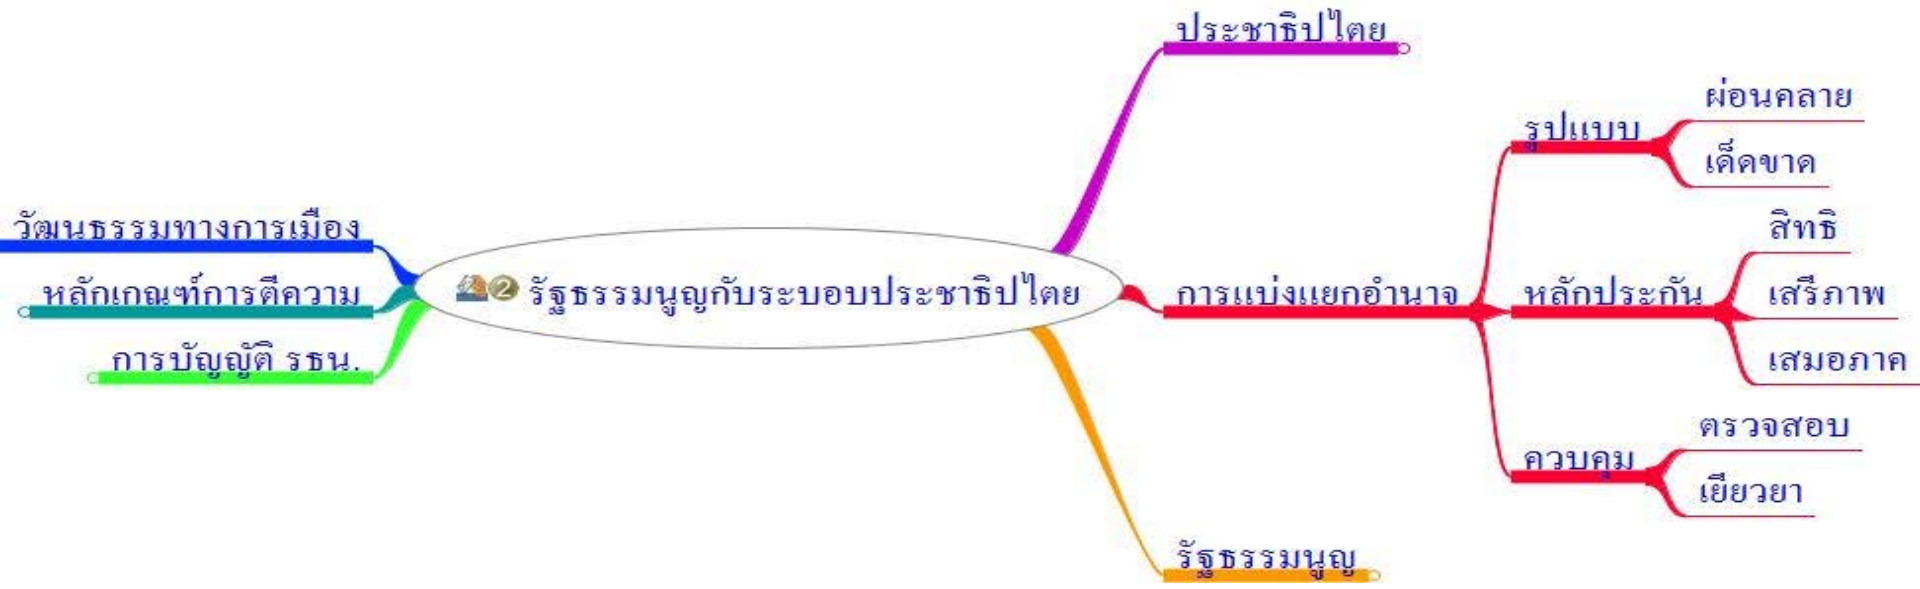 ประชาธิปไตย
ผ่อนคลาย
รูปแบบ
เด็ดขาด
วัฒนธรรมทางการเมือง
สิทธิ
② รัฐธรรมนูญกับระบอบประชาธิปไตย
หลักเกณฑ์การตีความ
การแบ่งแยกอำนาจ
หลักประกัน
เสรีภาพ
การบัญญัติ รธน.
เสมอภาค
ตรวจสอบ
ควบคุม
เยียวยา
รัฐธรรมนูญ